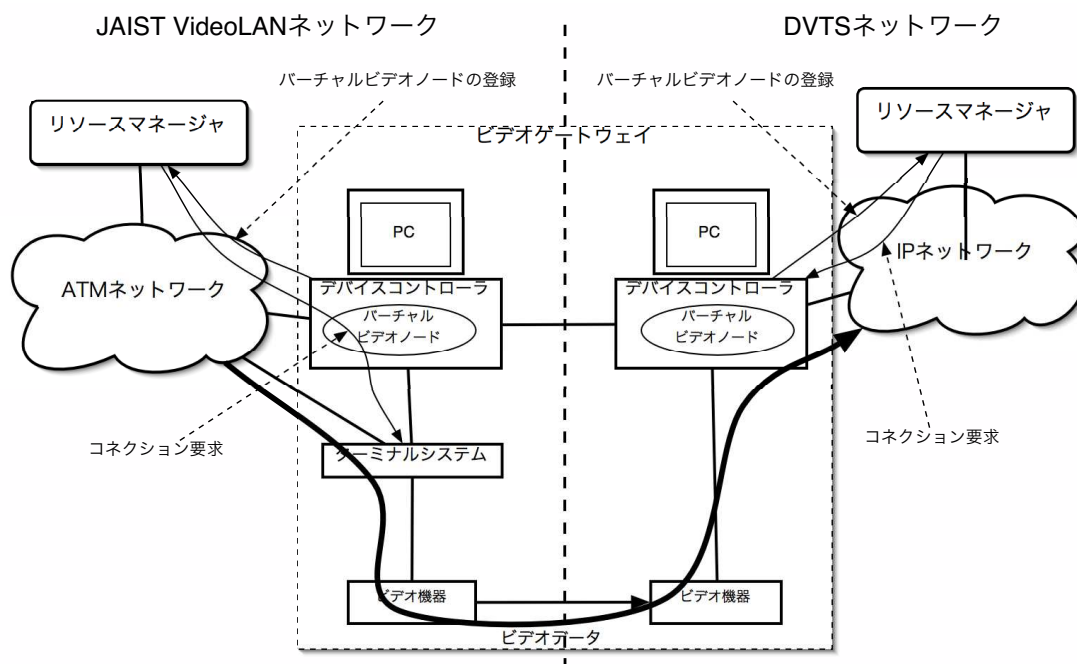 JAIST VideoLANネットワーク
DVTSネットワーク
バーチャルビデオノードの登録
バーチャルビデオノードの登録
リソースマネージャ
リソースマネージャ
ビデオゲートウェイ
PC
PC
ATMネットワーク
IPネットワーク
デバイスコントローラ
デバイスコントローラ
バーチャル
ビデオノード
バーチャル
ビデオノード
コネクション要求
コネクション要求
ターミナルシステム
ビデオ機器
ビデオ機器
ビデオデータ